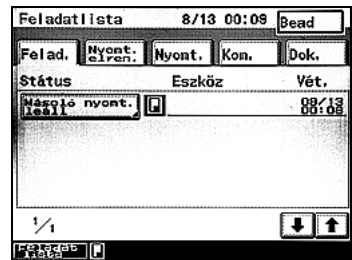 Feladatlista 8/13 00:09 Bead
Felad. Nyomt. elren. Nyomt. Kom. Dok.
Státus Eszköz Vét.
Másoló nyomt. leáll 08/13 00:08
1/1
Feladat lista